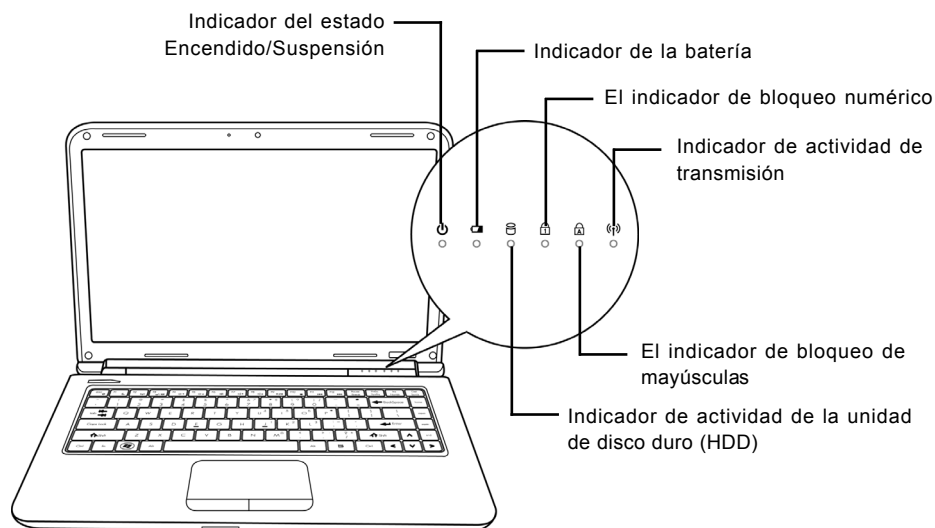 Indicador del estado
Encendido/Suspensión
Indicador de la batería
El indicador de bloqueo numérico
Indicador de actividad de
transmisión
El indicador de bloqueo de
mayúsculas
Indicador de actividad de la unidad
de disco duro (HDD)